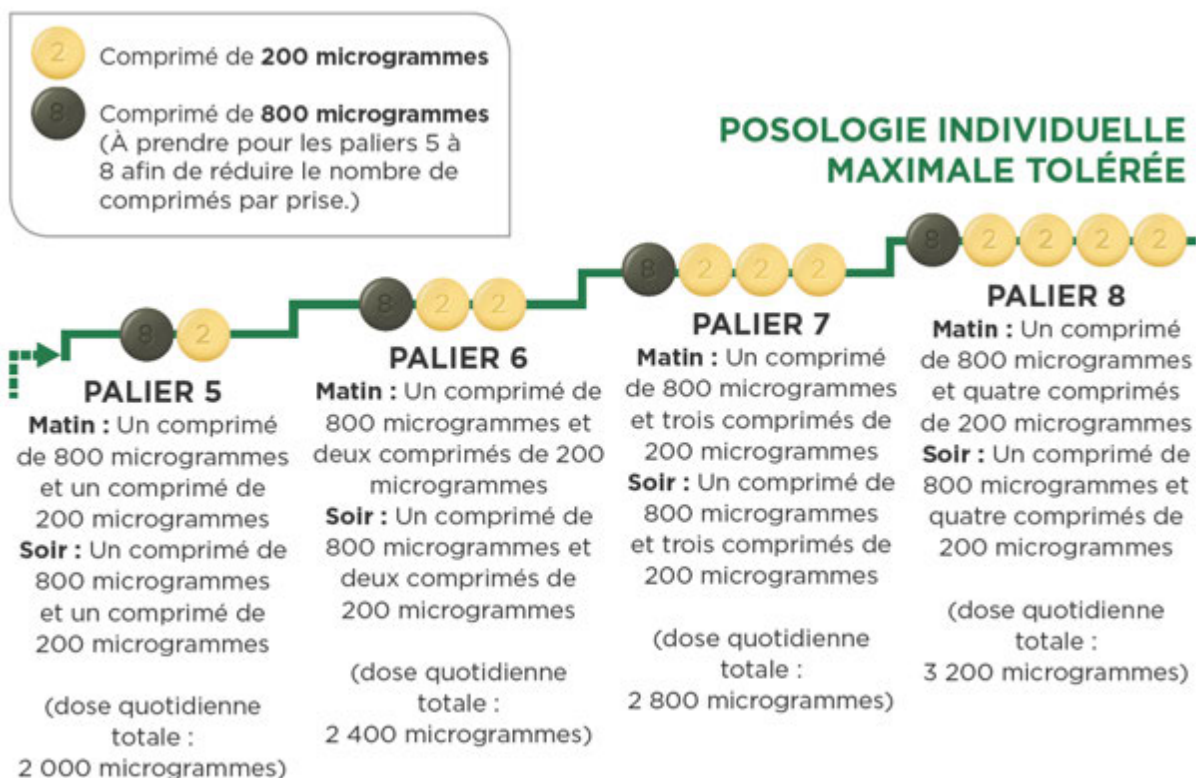 2 Comprimé de 200 microgrammes
8 Comprimé de 800 microgrammes
(À prendre pour les paliers 5 à
8 afin de réduire le nombre de
comprimés par prise.)
POSOLOGIE INDIVIDUELLE
MAXIMALE TOLÉRÉE
8 2
PALIER 5
Matin : Un comprimé
de 800 microgrammes
et un comprimé de
200 microgrammes
Soir : Un comprimé de
800 microgrammes
et un comprimé de
200 microgrammes
(dose quotidienne
totale :
2 000 microgrammes)
8 2 2
PALIER 6
Matin : Un comprimé de
800 microgrammes et
deux comprimés de 200
microgrammes
Soir : Un comprimé de
800 microgrammes et
deux comprimés de
200 microgrammes
(dose quotidienne
totale :
2 400 microgrammes)
8 2 2 2
PALIER 7
Matin : Un comprimé
de 800 microgrammes
et trois comprimés de
200 microgrammes
Soir : Un comprimé de
800 microgrammes
et trois comprimés de
200 microgrammes
(dose quotidienne
totale :
2 800 microgrammes)
8 2 2 2 2
PALIER 8
Matin : Un comprimé
de 800 microgrammes
et quatre comprimés
de 200 microgrammes
Soir : Un comprimé de
800 microgrammes et
quatre comprimés de
200 microgrammes
(dose quotidienne
totale :
3 200 microgrammes)